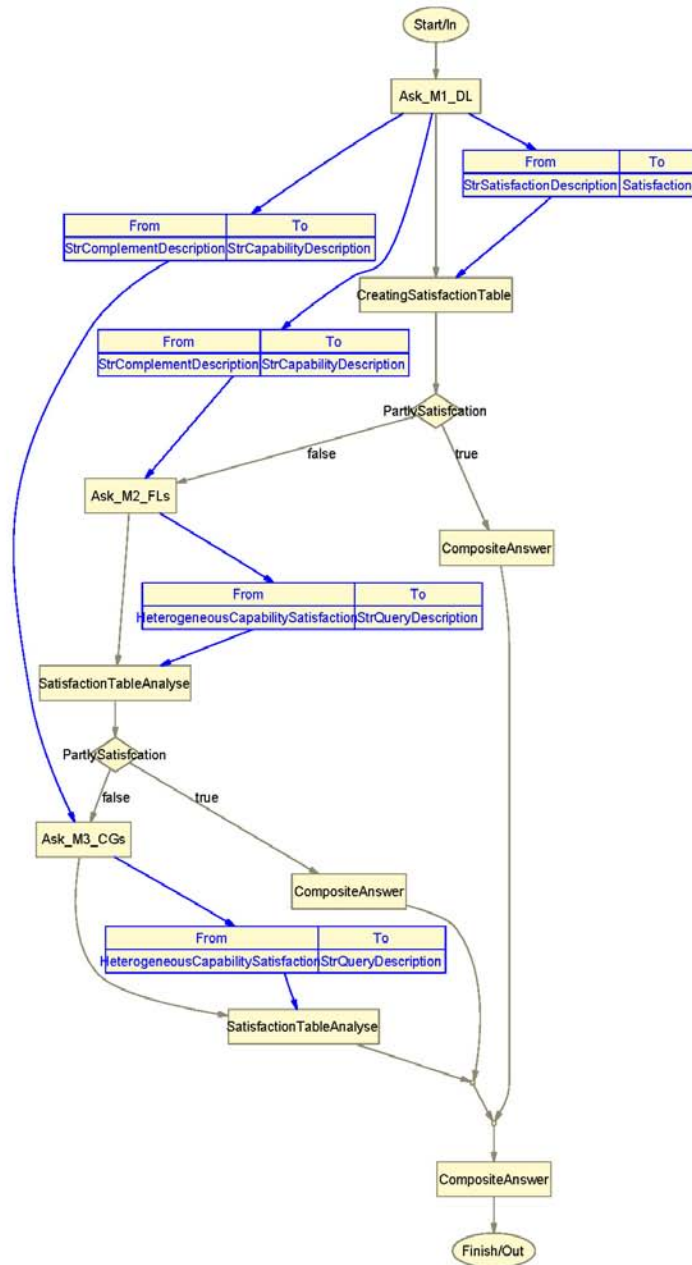 Start/In
Ask_M1_DL
From To
StrSatisfactionDescription Satisfaction
From To
StrComplementDescription StrCapabilityDescription
CreatingSatisfactionTable
From To
StrComplementDescription StrCapabilityDescription
PartlySatisfcation
false true
Ask_M2_FLs
CompositeAnswer
From To
HeterogeneousCapabilitySatisfaction StrQueryDescription
SatisfactionTableAnalyse
PartlySatisfcation
false true
Ask_M3_CGs
CompositeAnswer
From To
HeterogeneousCapabilitySatisfaction StrQueryDescription
SatisfactionTableAnalyse
CompositeAnswer
Finish/Out